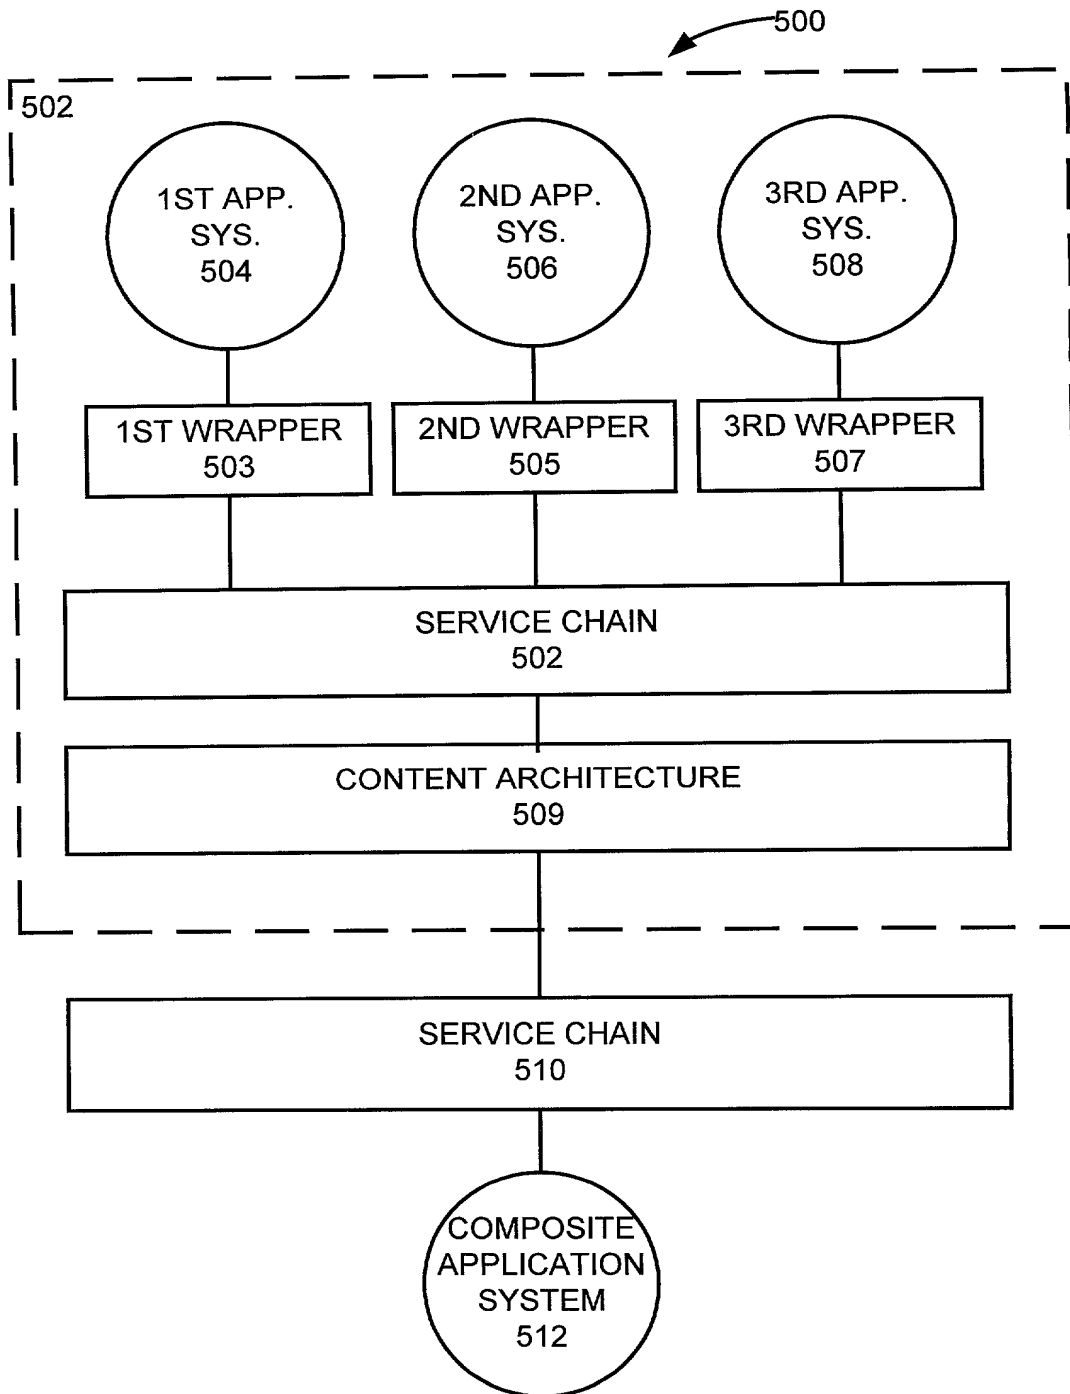 500
502
1ST APP.
SYS.
504
2ND APP.
SYS.
506
3RD APP.
SYS.
508
1ST WRAPPER
503
2ND WRAPPER
505
3RD WRAPPER
507
SERVICE CHAIN
502
CONTENT ARCHITECTURE
509
SERVICE CHAIN
510
COMPOSITE
APPLICATION
SYSTEM
512